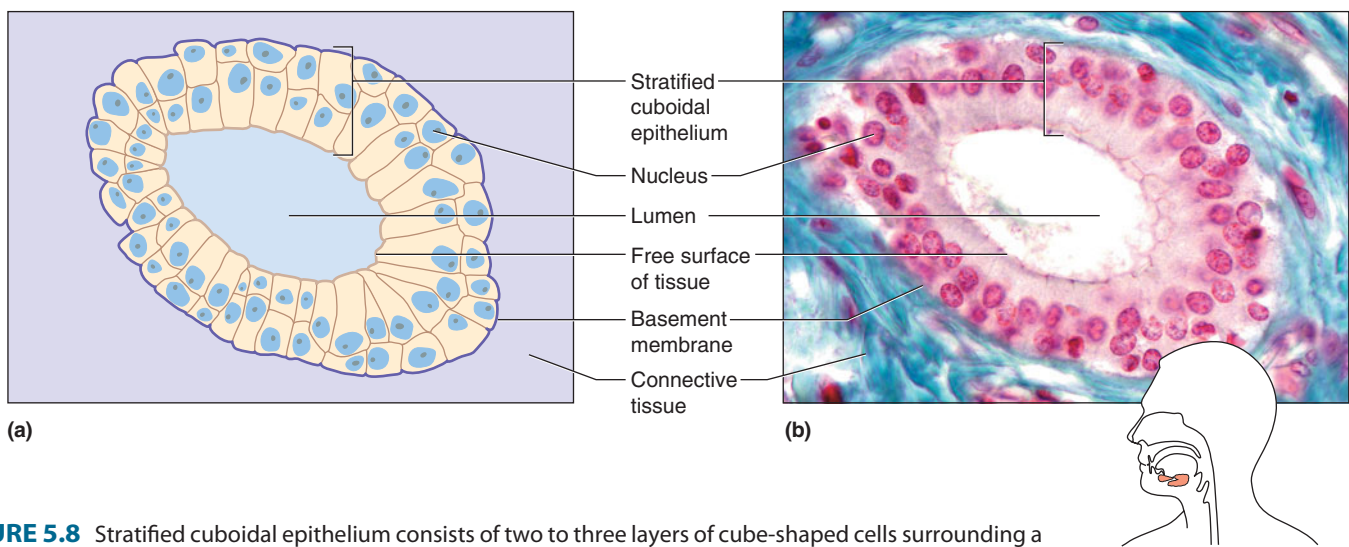 Stratified
cuboidal
epithelium
Nucleus
Lumen
Free surface
of tissue
Basement
membrane
Connective
tissue
(a)
(b)
URE 5.8 Stratified cuboidal epithelium consists of two to three layers of cube-shaped cells surrounding a